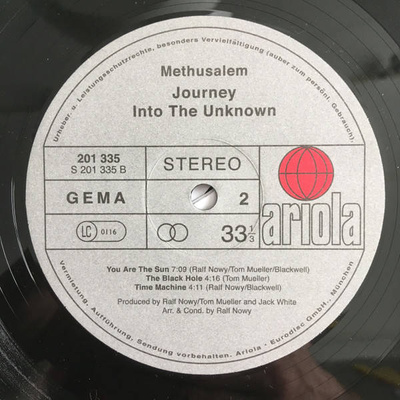 Urheber- u. Leistungsschutzrechte, besonders Vervielfältigung (außer zum persönl. Gebrauch),
Methusalem
Journey
Into The Unknown
201 335
S 201 335 B
STEREO
GEMA
2
LC 0116
33 1/3
ariola
You Are The Sun 7:09 (Ralf Nowy/Tom Mueller/Blackwell)
The Black Hole 4:16 (Tom Mueller)
Time Machine 4:11 (Ralf Nowy/Blackwell)
Produced by Ralf Nowy/Tom Mueller and Jack White
Arr. & Cond. by Ralf Nowy
Vermietung, Aufführung, Sendung vorbehalten. Ariola - Eurodisc GmbH., München